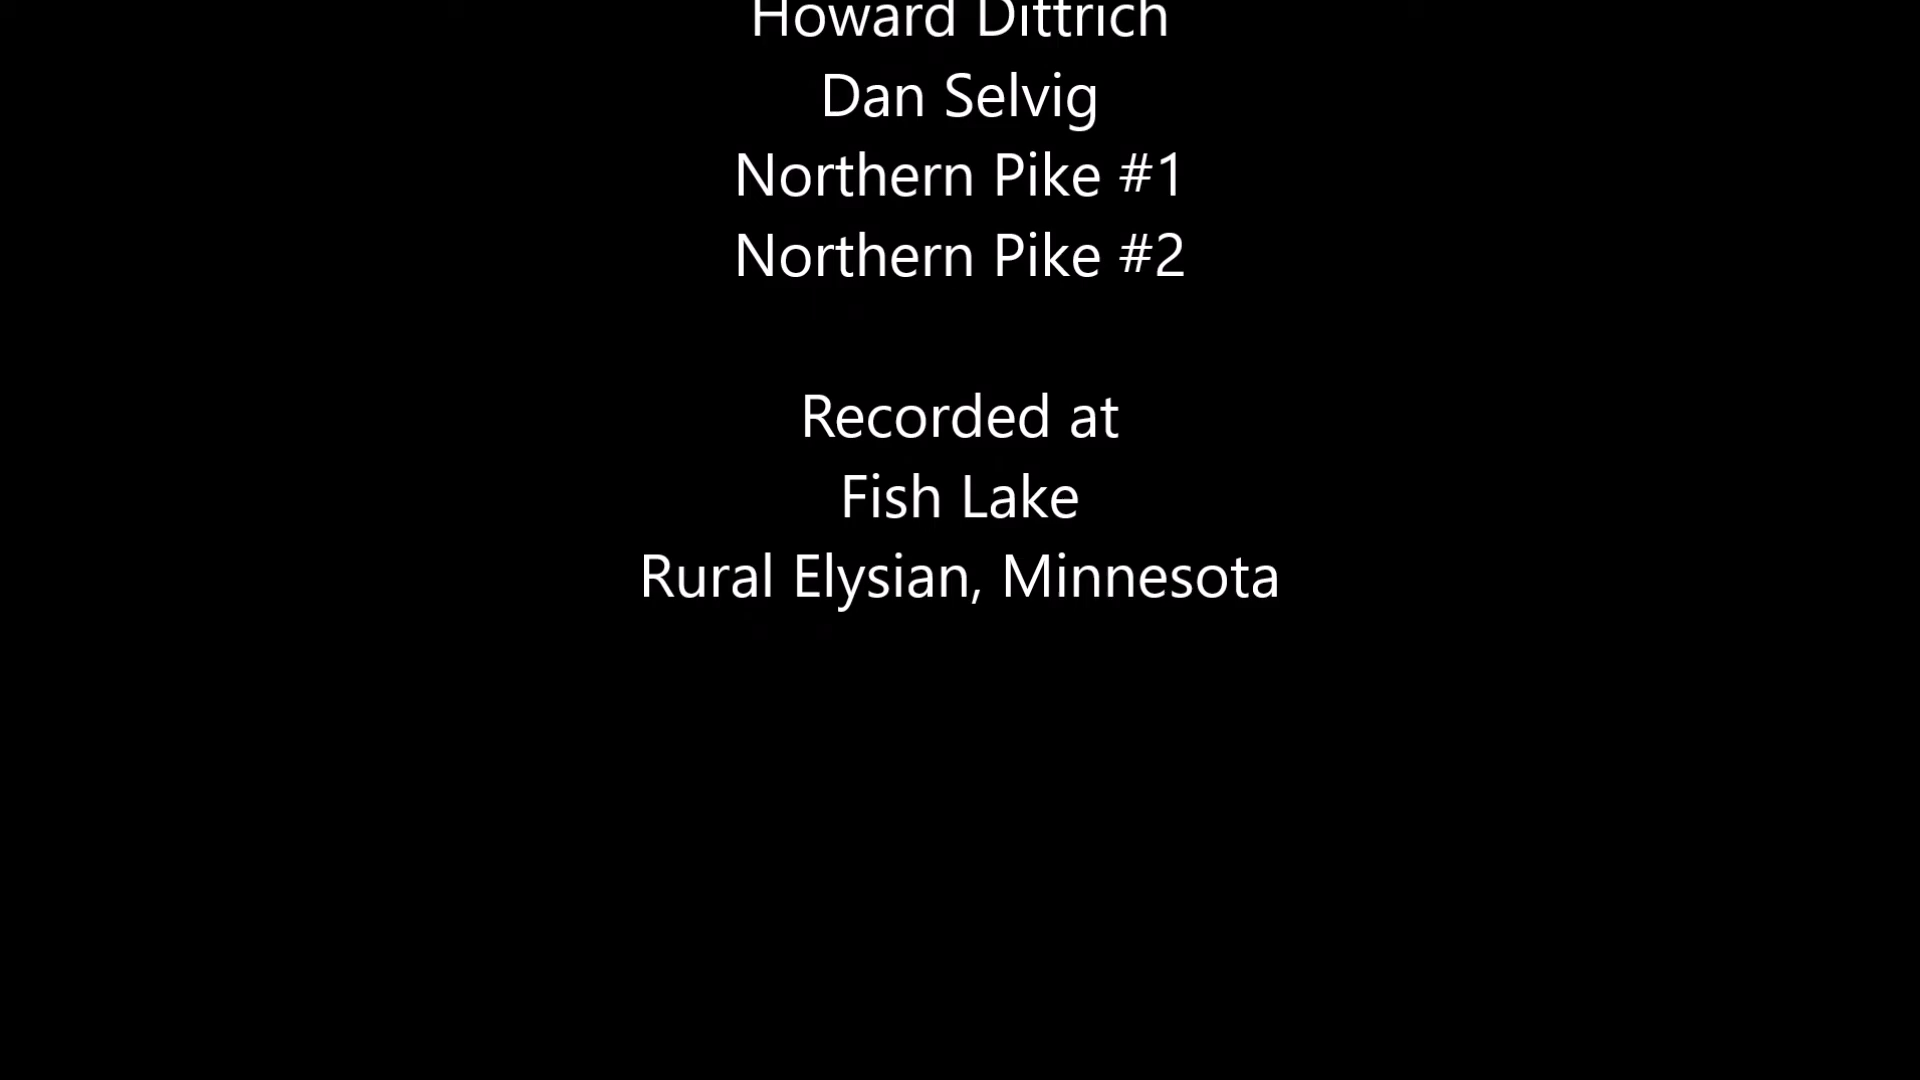 Howard Dittrich
Dan Selvig
Northern Pike #1
Northern Pike #2
Recorded at
Fish Lake
Rural Elysian, Minnesota